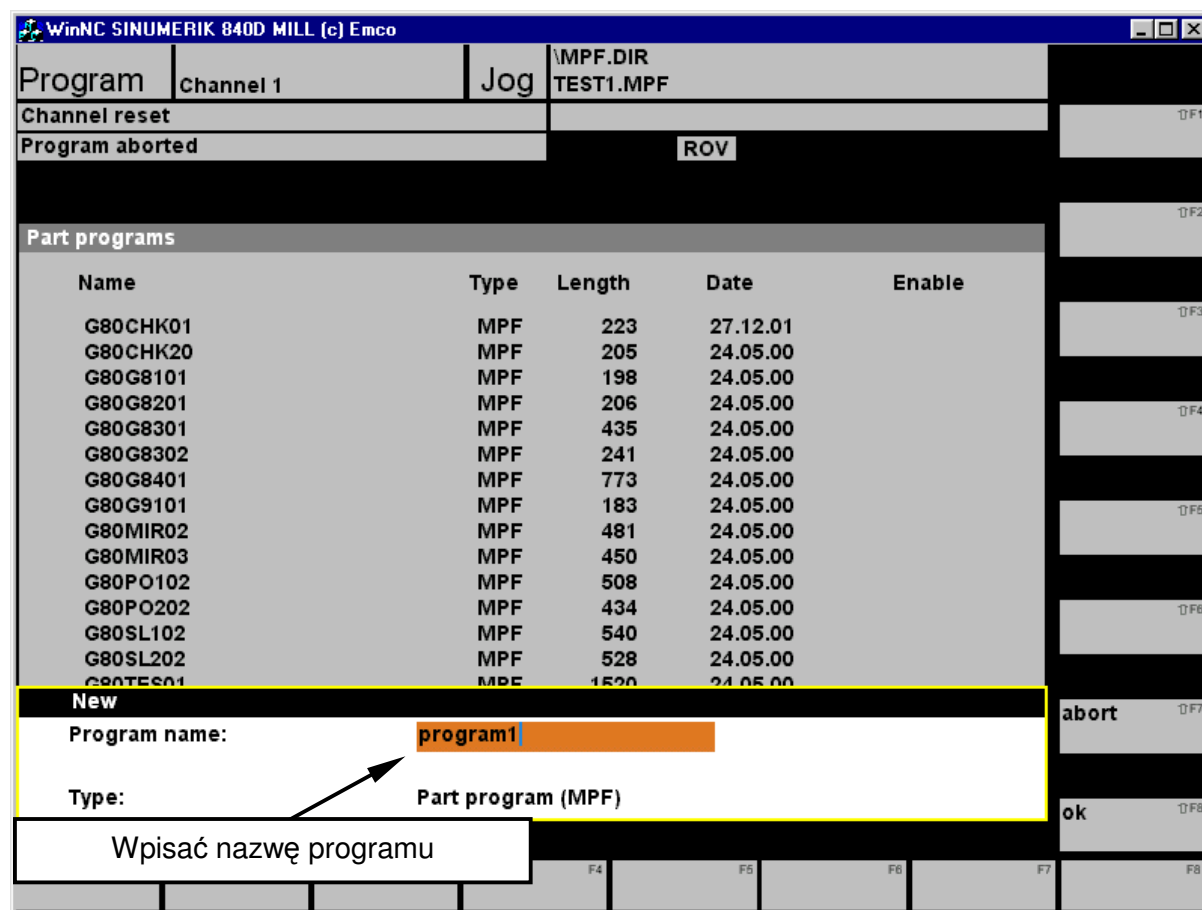 WinNC SINUMERIK 840D MILL (c) Emco
Program Channel 1 Jog \MPF.DIR
TEST1.MPF
Channel reset
⇧F1
Program aborted ROV
⇧F2
Part programs
Name Type Length Date Enable
⇧F3
G80CHK01 MPF 223 27.12.01
G80CHK20 MPF 205 24.05.00
G80G8101 MPF 198 24.05.00
G80G8201 MPF 206 24.05.00
⇧F4
G80G8301 MPF 435 24.05.00
G80G8302 MPF 241 24.05.00
G80G8401 MPF 773 24.05.00
G80G9101 MPF 183 24.05.00
⇧F5
G80MIR02 MPF 481 24.05.00
G80MIR03 MPF 450 24.05.00
G80PO102 MPF 508 24.05.00
G80PO202 MPF 434 24.05.00
⇧F6
G80SL102 MPF 540 24.05.00
G80SL202 MPF 528 24.05.00
G80TES01 MPF 1520 24.05.00
New
abort ⇧F7
Program name: program1
Type: Part program (MPF)
ok ⇧F8
Wpisać nazwę programu
F4 F5 F6 F7 F8